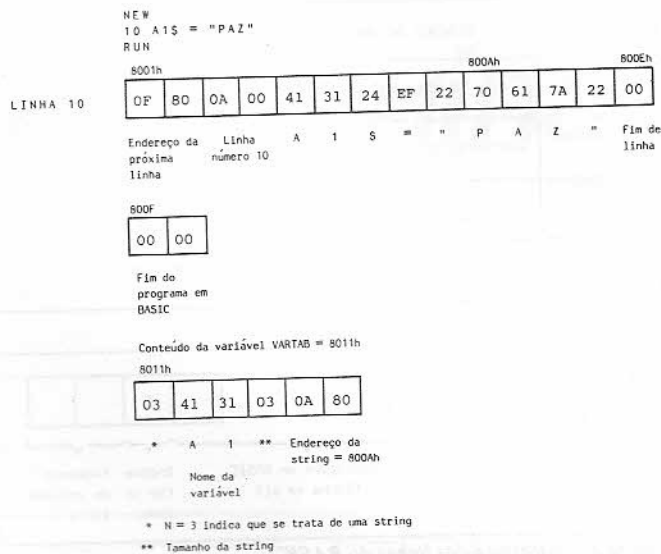 NEW
10 A1$ = "PAZ"
RUN
8001h 800Ah 800Eh
LINHA 10 0F 80 0A 00 41 31 24 EF 22 70 61 7A 22 00
Endereço da Linha A 1 $ = " P A Z " Fim de
próxima número 10 linha
linha
800F
00 00
Fim do
programa em
BASIC
Conteúdo da variável VARTAB = 8011h
8011h
03 41 31 03 0A 80
* A 1 ** Endereço da
string = 800Ah
Nome da
variável
* N = 3 indica que se trata de uma string
** Tamanho da string